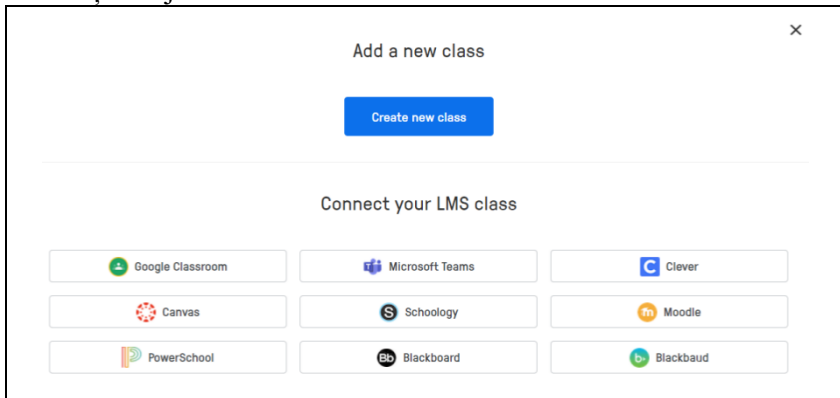 Add a new class
Create new class
Connect your LMS class
Google Classroom Microsoft Teams C Clever
Canvas S Schoology m Moodle
PowerSchool Bb Blackboard b Blackbaud